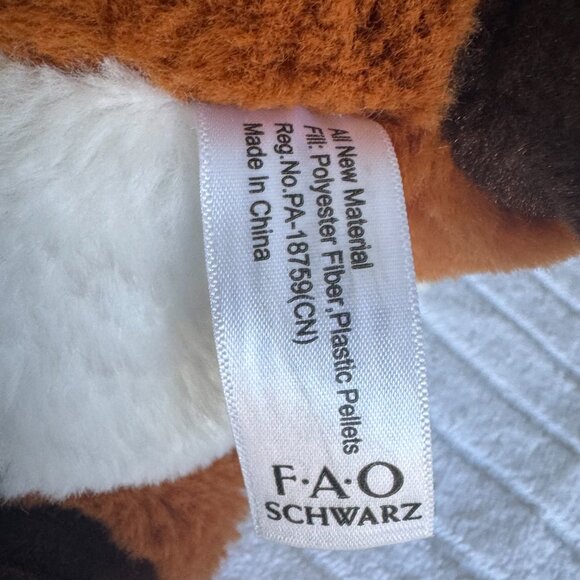 All New Material
Fill: Polyester Fiber,Plastic Pellets
Reg.No.PA-18759(CN)
Made In China
F·A·O
SCHWARZ